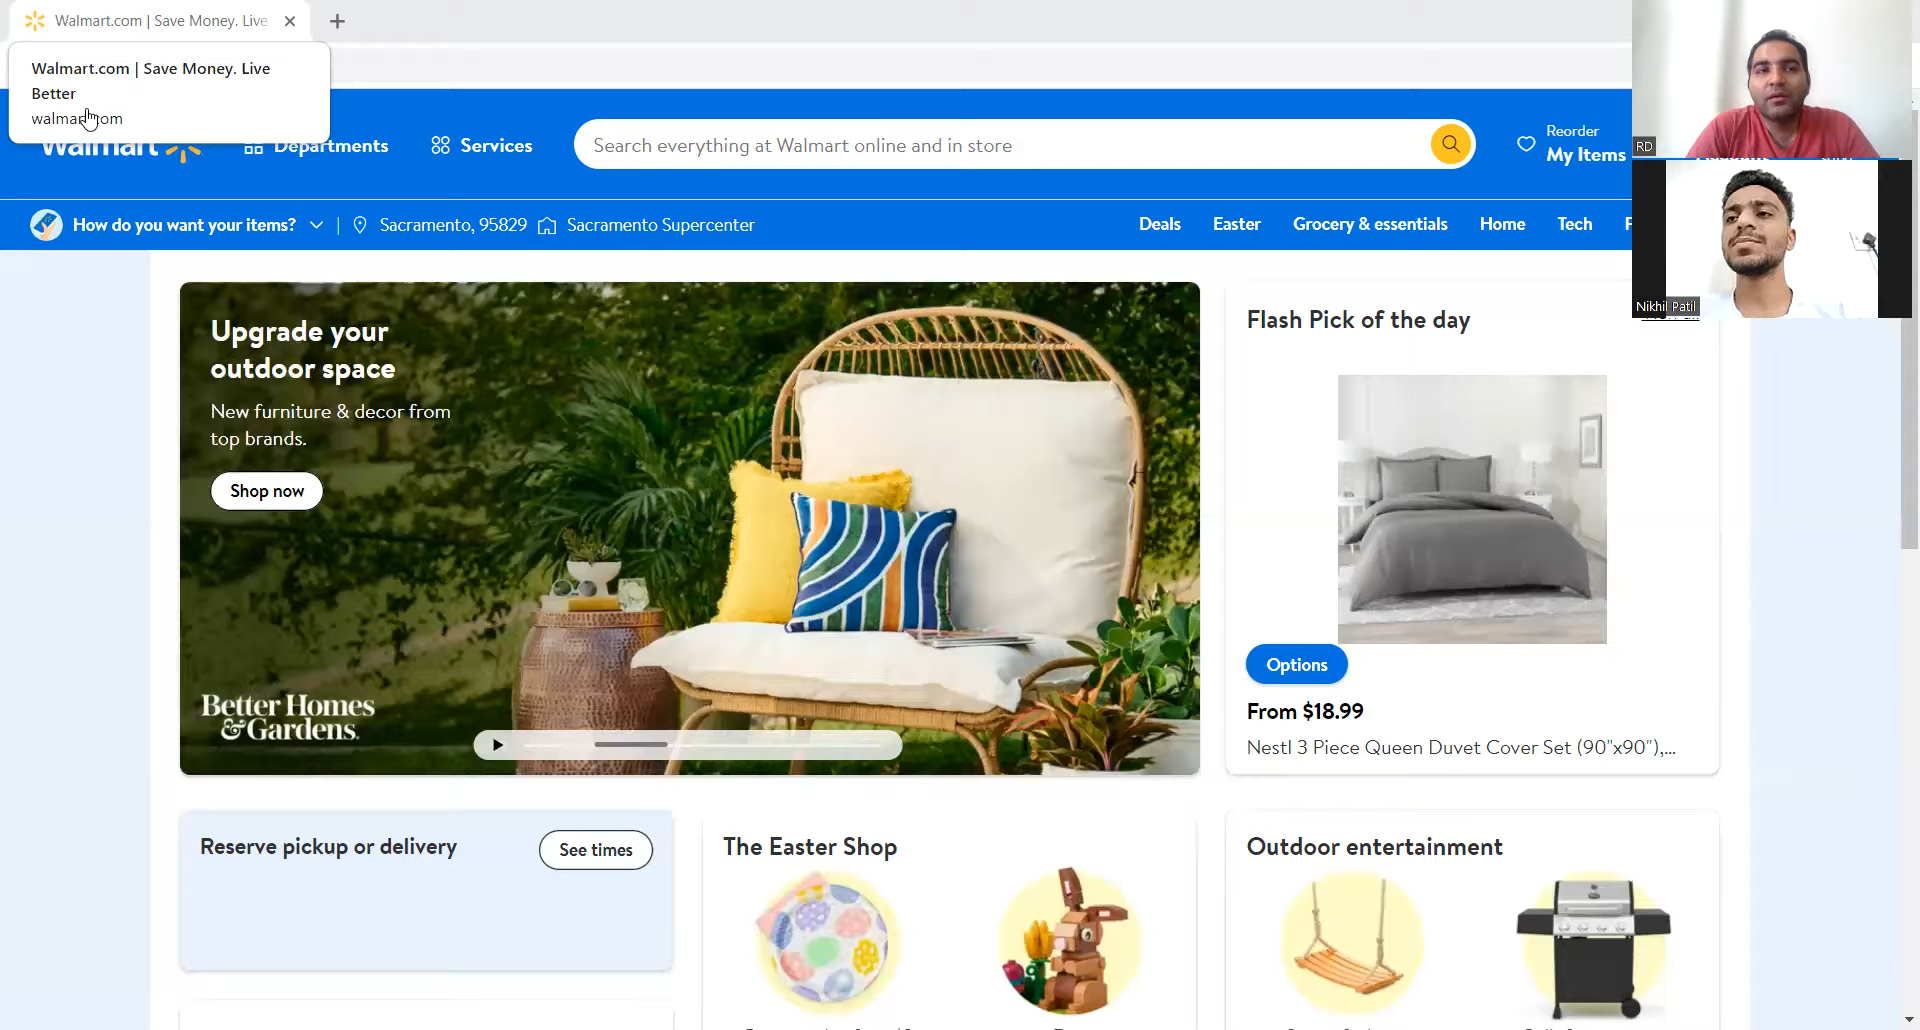 Walmart.com | Save Money. Live
Walmart.com | Save Money. Live
Better
walmart.com
Walmart
Departments
Services
Search everything at Walmart online and in store
Reorder
My Items
RD
How do you want your items?
Sacramento, 95829
Sacramento Supercenter
Deals
Easter
Grocery & essentials
Home
Tech
Nikhil Patil
Upgrade your
outdoor space
New furniture & decor from
top brands.
Shop now
Better Homes
& Gardens.
Flash Pick of the day
Options
From $18.99
Nestl 3 Piece Queen Duvet Cover Set (90"x90"),...
Reserve pickup or delivery
See times
The Easter Shop
Outdoor entertainment